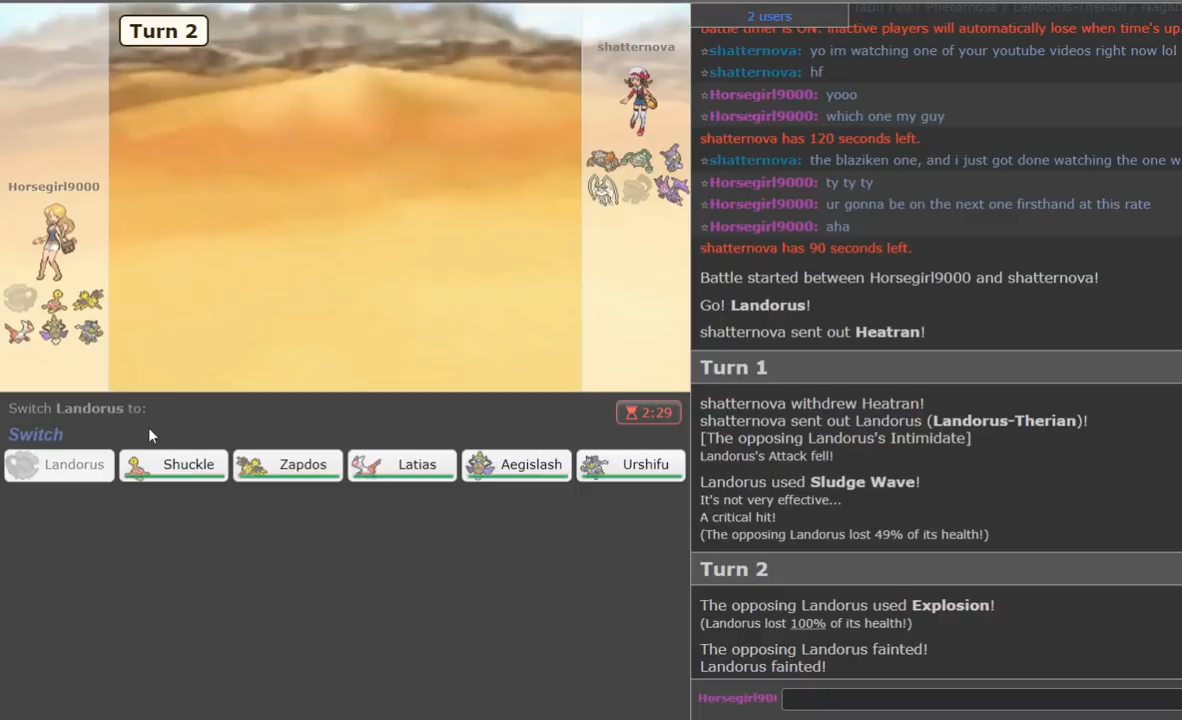 Turn 2
shatternova
Horsegirl9000
Switch Landorus to:
2:29
Switch
Landorus
Shuckle
Zapdos
Latias
Aegislash
Urshifu
2 users
Battle timer is ON: inactive players will automatically lose when time's up.
☆shatternova: yo im watching one of your youtube videos right now lol
☆shatternova: hf
☆Horsegirl9000: yooo
☆Horsegirl9000: which one my guy
shatternova has 120 seconds left.
☆shatternova: the blaziken one, and i just got done watching the one w
☆Horsegirl9000: ty ty ty
☆Horsegirl9000: ur gonna be on the next one firsthand at this rate
☆Horsegirl9000: aha
shatternova has 90 seconds left.
Battle started between Horsegirl9000 and shatternova!
Go! Landorus!
shatternova sent out Heatran!
Turn 1
shatternova withdrew Heatran!
shatternova sent out Landorus (Landorus-Therian)!
[The opposing Landorus's Intimidate]
Landorus's Attack fell!
Landorus used Sludge Wave!
It's not very effective...
A critical hit!
(The opposing Landorus lost 49% of its health!)
Turn 2
The opposing Landorus used Explosion!
(Landorus lost 100% of its health!)
The opposing Landorus fainted!
Landorus fainted!